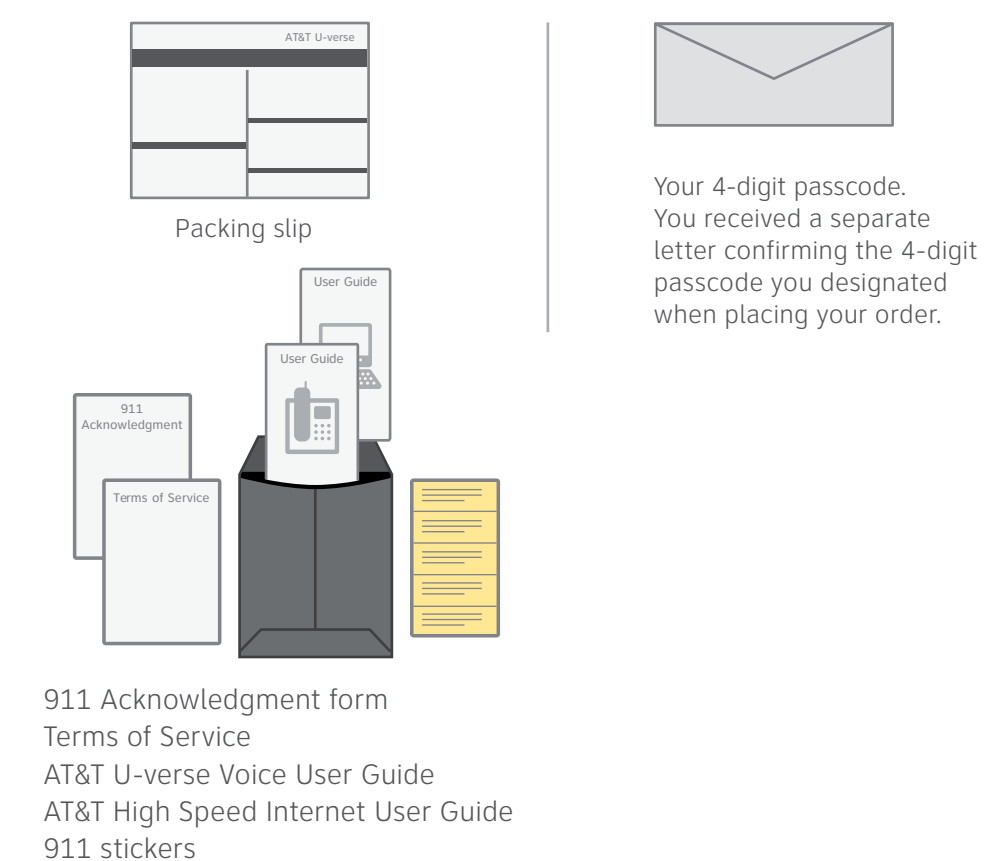 AT&T U-verse
Packing slip
User Guide
User Guide
911
Acknowledgment
Terms of Service
911 Acknowledgment form
Terms of Service
AT&T U-verse Voice User Guide
AT&T High Speed Internet User Guide
911 stickers
Your 4-digit passcode.
You received a separate
letter confirming the 4-digit
passcode you designated
when placing your order.